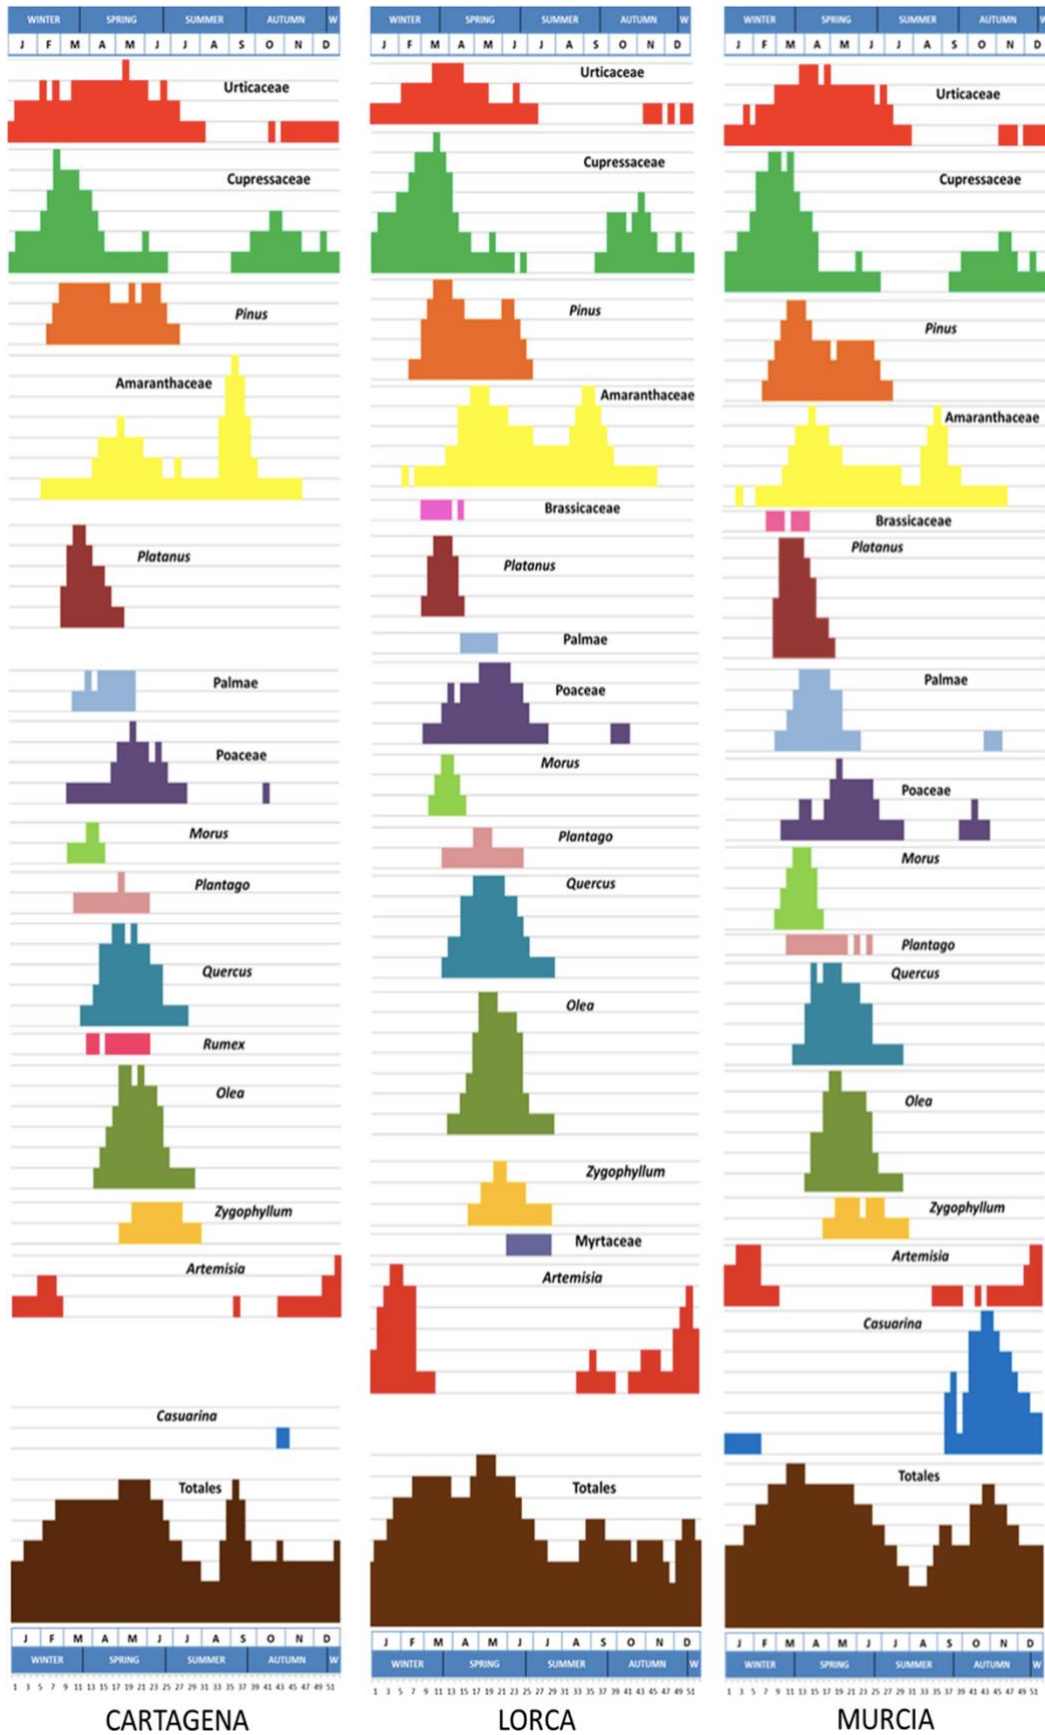 WINTER SPRING SUMMER AUTUMN W
J F M A M J J A S O N D
Urticaceae
Cupressaceae
Pinus
Amaranthaceae
Platanus
Palmae
Poaceae
Morus
Plantago
Quercus
Rumex
Olea
Zygophyllum
Artemisia
Casuarina
Totales
J F M A M J J A S O N D
WINTER SPRING SUMMER AUTUMN W
1 3 5 7 9 11 13 15 17 19 21 23 25 27 29 31 33 35 37 39 41 43 45 47 49 51
CARTAGENA
WINTER SPRING SUMMER AUTUMN W
J F M A M J J A S O N D
Urticaceae
Cupressaceae
Pinus
Amaranthaceae
Brassicaceae
Platanus
Palmae
Poaceae
Morus
Plantago
Quercus
Olea
Zygophyllum
Myrtaceae
Artemisia
Totales
J F M A M J J A S O N D
WINTER SPRING SUMMER AUTUMN W
1 3 5 7 9 11 13 15 17 19 21 23 25 27 29 31 33 35 37 39 41 43 45 47 49 51
LORCA
WINTER SPRING SUMMER AUTUMN W
J F M A M J J A S O N D
Urticaceae
Cupressaceae
Pinus
Amaranthaceae
Brassicaceae
Platanus
Palmae
Poaceae
Morus
Plantago
Quercus
Olea
Zygophyllum
Artemisia
Casuarina
Totales
J F M A M J J A S O N D
WINTER SPRING SUMMER AUTUMN W
1 3 5 7 9 11 13 15 17 19 21 23 25 27 29 31 33 35 37 39 41 43 45 47 49 51
MURCIA